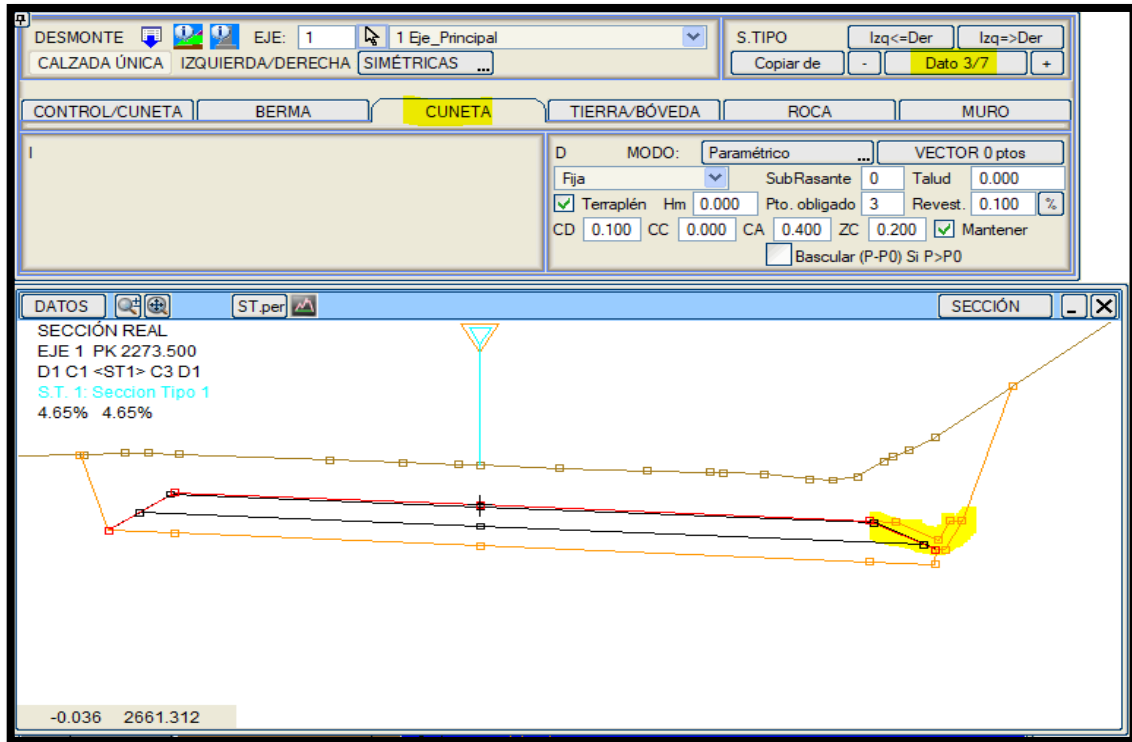 DESMONTE EJE: 1 1 Eje_Principal S.TIPO Izq<=Der Izq=>Der
CALZADA ÚNICA IZQUIERDA/DERECHA SIMÉTRICAS ... Copiar de - Dato 3/7 +
CONTROL/CUNETA BERMA CUNETA TIERRA/BÓVEDA ROCA MURO
I D MODO: Paramétrico ... VECTOR 0 ptos
Fija SubRasante 0 Talud 0.000
Terraplén Hm 0.000 Pto. obligado 3 Revest. 0.100 %
CD 0.100 CC 0.000 CA 0.400 ZC 0.200 Mantener
Bascular (P-P0) Si P>P0
DATOS ST.per SECCIÓN
SECCIÓN REAL
EJE 1 PK 2273.500
D1 C1 <ST1> C3 D1
S.T. 1: Seccion Tipo 1
4.65% 4.65%
-0.036 2661.312